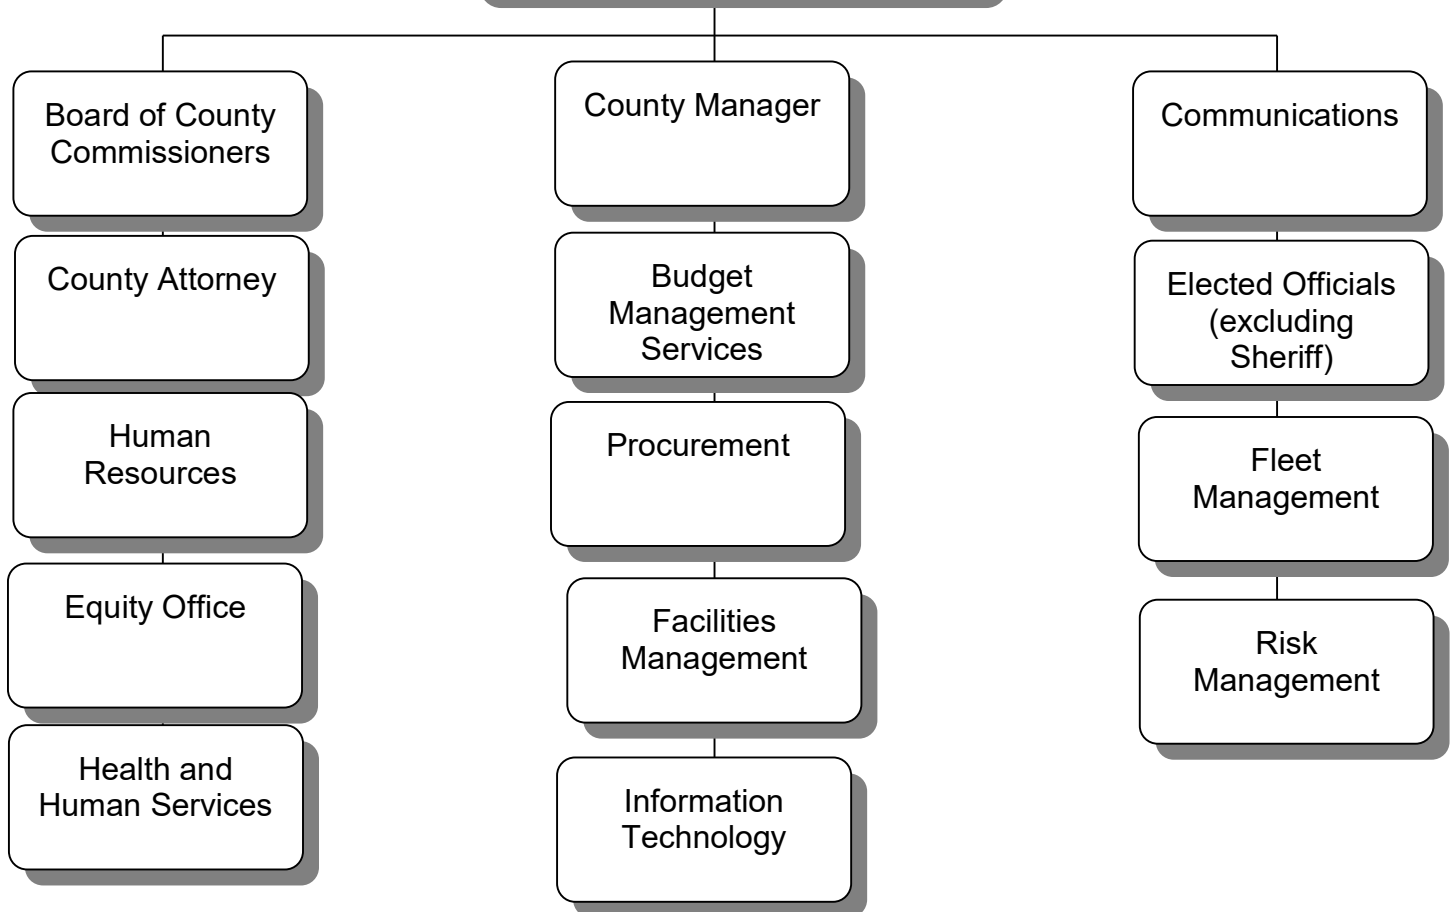 Board of County
Commissioners
County Attorney
Human
Resources
Equity Office
Health and
Human Services
County Manager
Budget
Management
Services
Procurement
Facilities
Management
Information
Technology
Communications
Elected Officials
(excluding
Sheriff)
Fleet
Management
Risk
Management